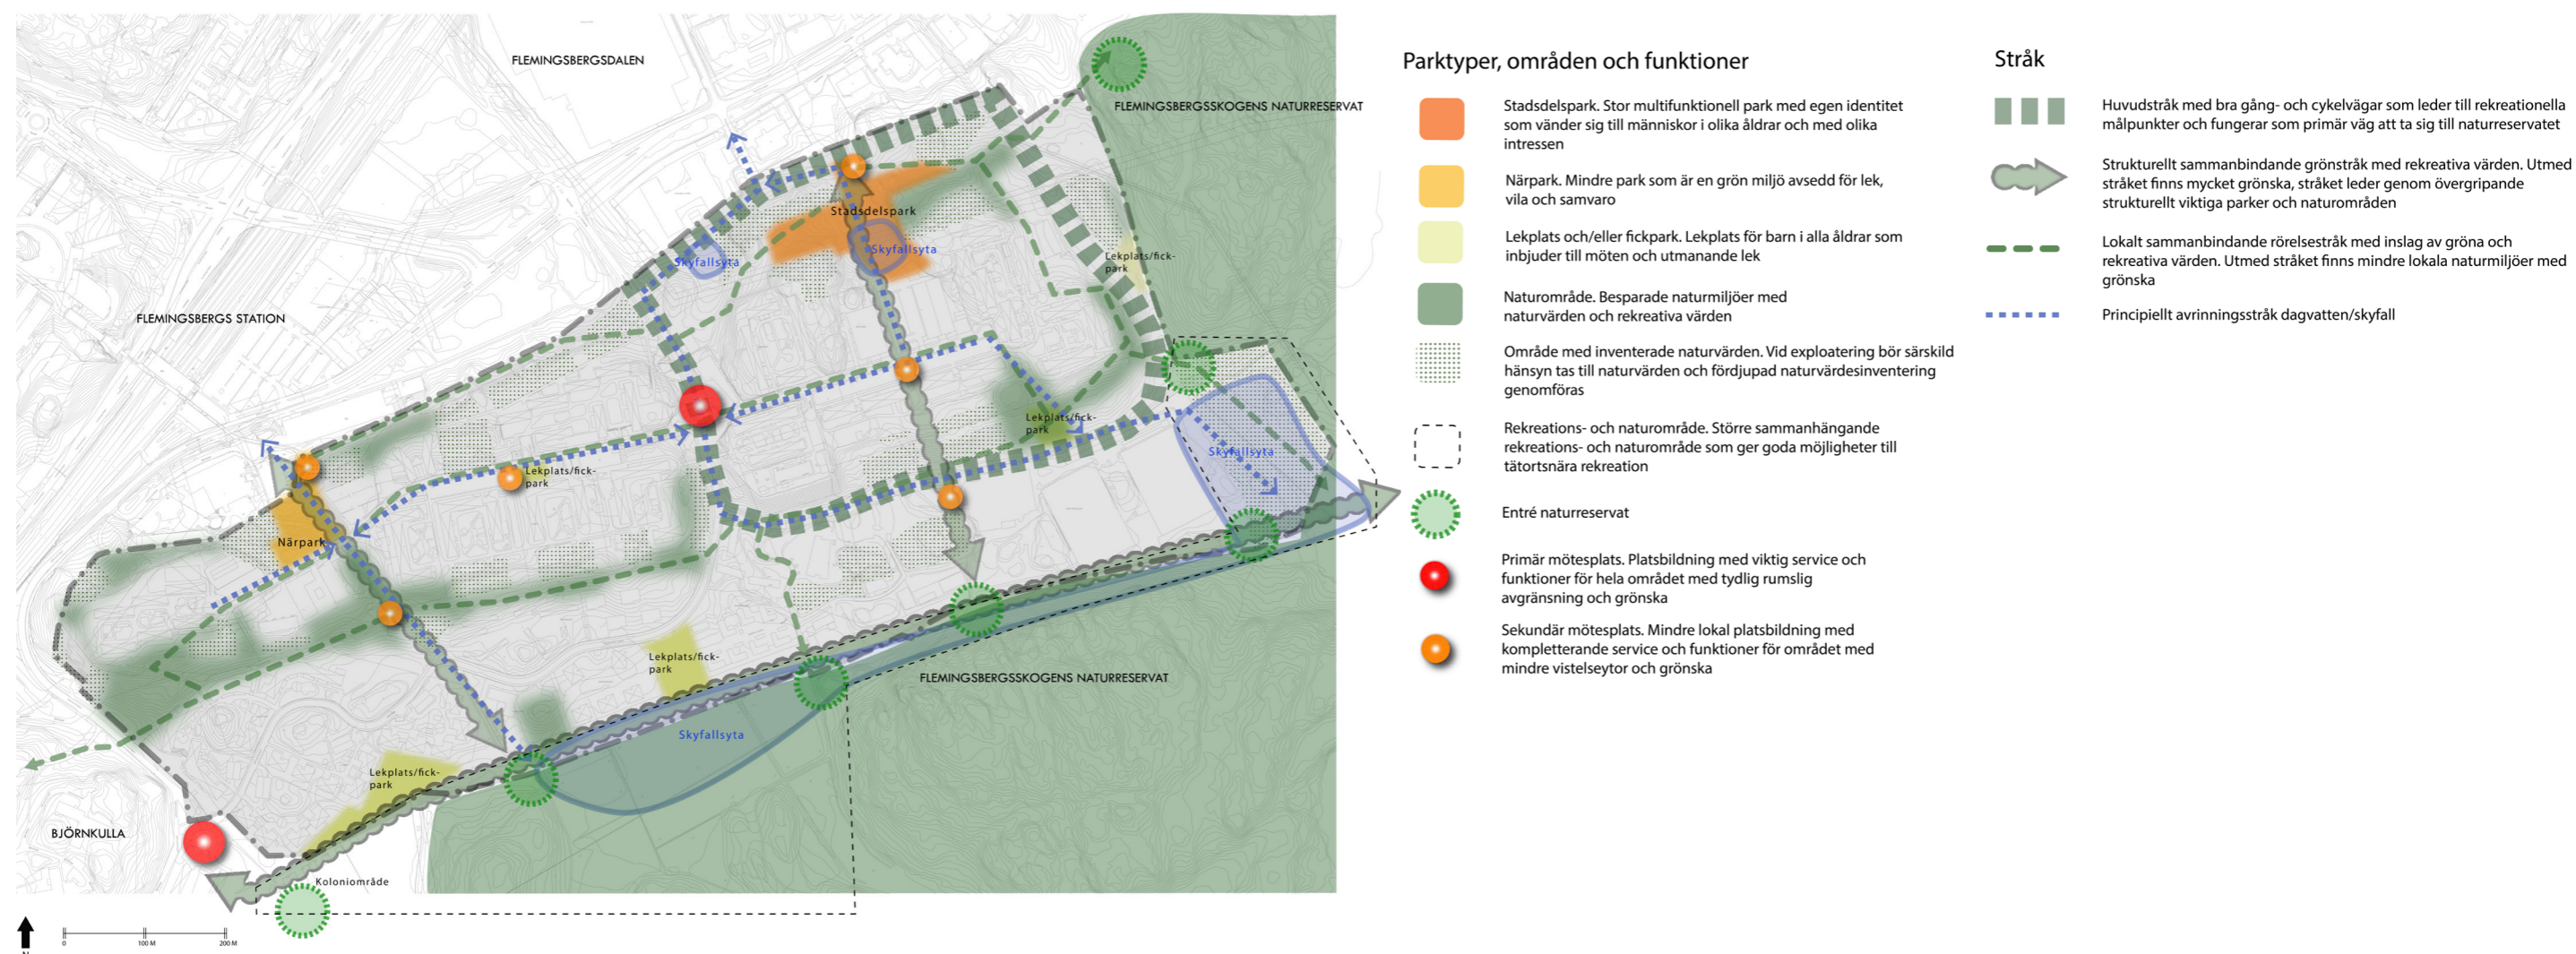 FLEMINGSBERGSDALEN
FLEMINGSBERGSSKOGENS NATURRESERVAT
Stadsdelspark
Skyfallsyta
Skyfallsyta
Lekplats/fick-
park
FLEMINGSBERGS STATION
Lekplats/fick-
park
Skyfallsyta
Lekplats/fick-
park
Närpark
Lekplats/fick-
park
FLEMINGSBERGSSKOGENS NATURRESERVAT
Skyfallsyta
Lekplats/fick-
park
BJÖRNKULLA
Koloniområde
N
0
100 M
200 M
Parktyper, områden och funktioner
Stadsdelspark. Stor multifunktionell park med egen identitet
som vänder sig till människor i olika åldrar och med olika
intressen
Närpark. Mindre park som är en grön miljö avsedd för lek,
vila och samvaro
Lekplats och/eller fickpark. Lekplats för barn i alla åldrar som
inbjuder till möten och utmanande lek
Naturområde. Besparade naturmiljöer med
naturvärden och rekreativa värden
Område med inventerade naturvärden. Vid exploatering bör särskild
hänsyn tas till naturvärden och fördjupad naturvärdesinventering
genomföras
Rekreations- och naturområde. Större sammanhängande
rekreations- och naturområde som ger goda möjligheter till
tätortsnära rekreation
Entré naturreservat
Primär mötesplats. Platsbildning med viktig service och
funktioner för hela området med tydlig rumslig
avgränsning och grönska
Sekundär mötesplats. Mindre lokal platsbildning med
kompletterande service och funktioner för området med
mindre vistelseytor och grönska
Stråk
Huvudstråk med bra gång- och cykelvägar som leder till rekreationella
målpunkter och fungerar som primär väg att ta sig till naturreservatet
Strukturellt sammanbindande grönstråk med rekreativa värden. Utmed
stråket finns mycket grönska, stråket leder genom övergripande
strukturellt viktiga parker och naturområden
Lokalt sammanbindande rörelsestråk med inslag av gröna och
rekreativa värden. Utmed stråket finns mindre lokala naturmiljöer med
grönska
Principiellt avrinningsstråk dagvatten/skyfall